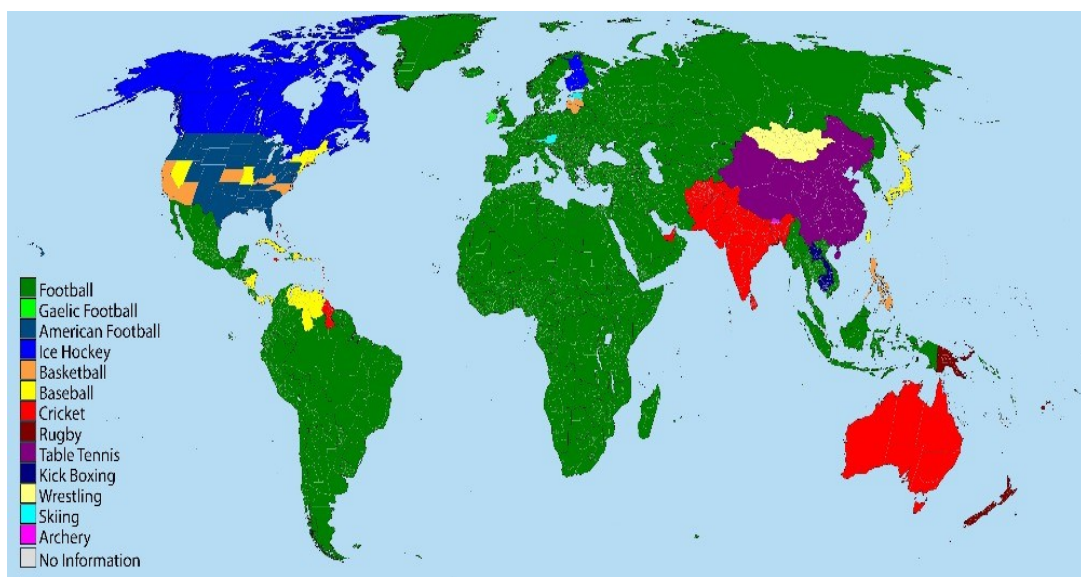 Football
Gaelic Football
American Football
Ice Hockey
Basketball
Baseball
Cricket
Rugby
Table Tennis
Kick Boxing
Wrestling
Skiing
Archery
No Information